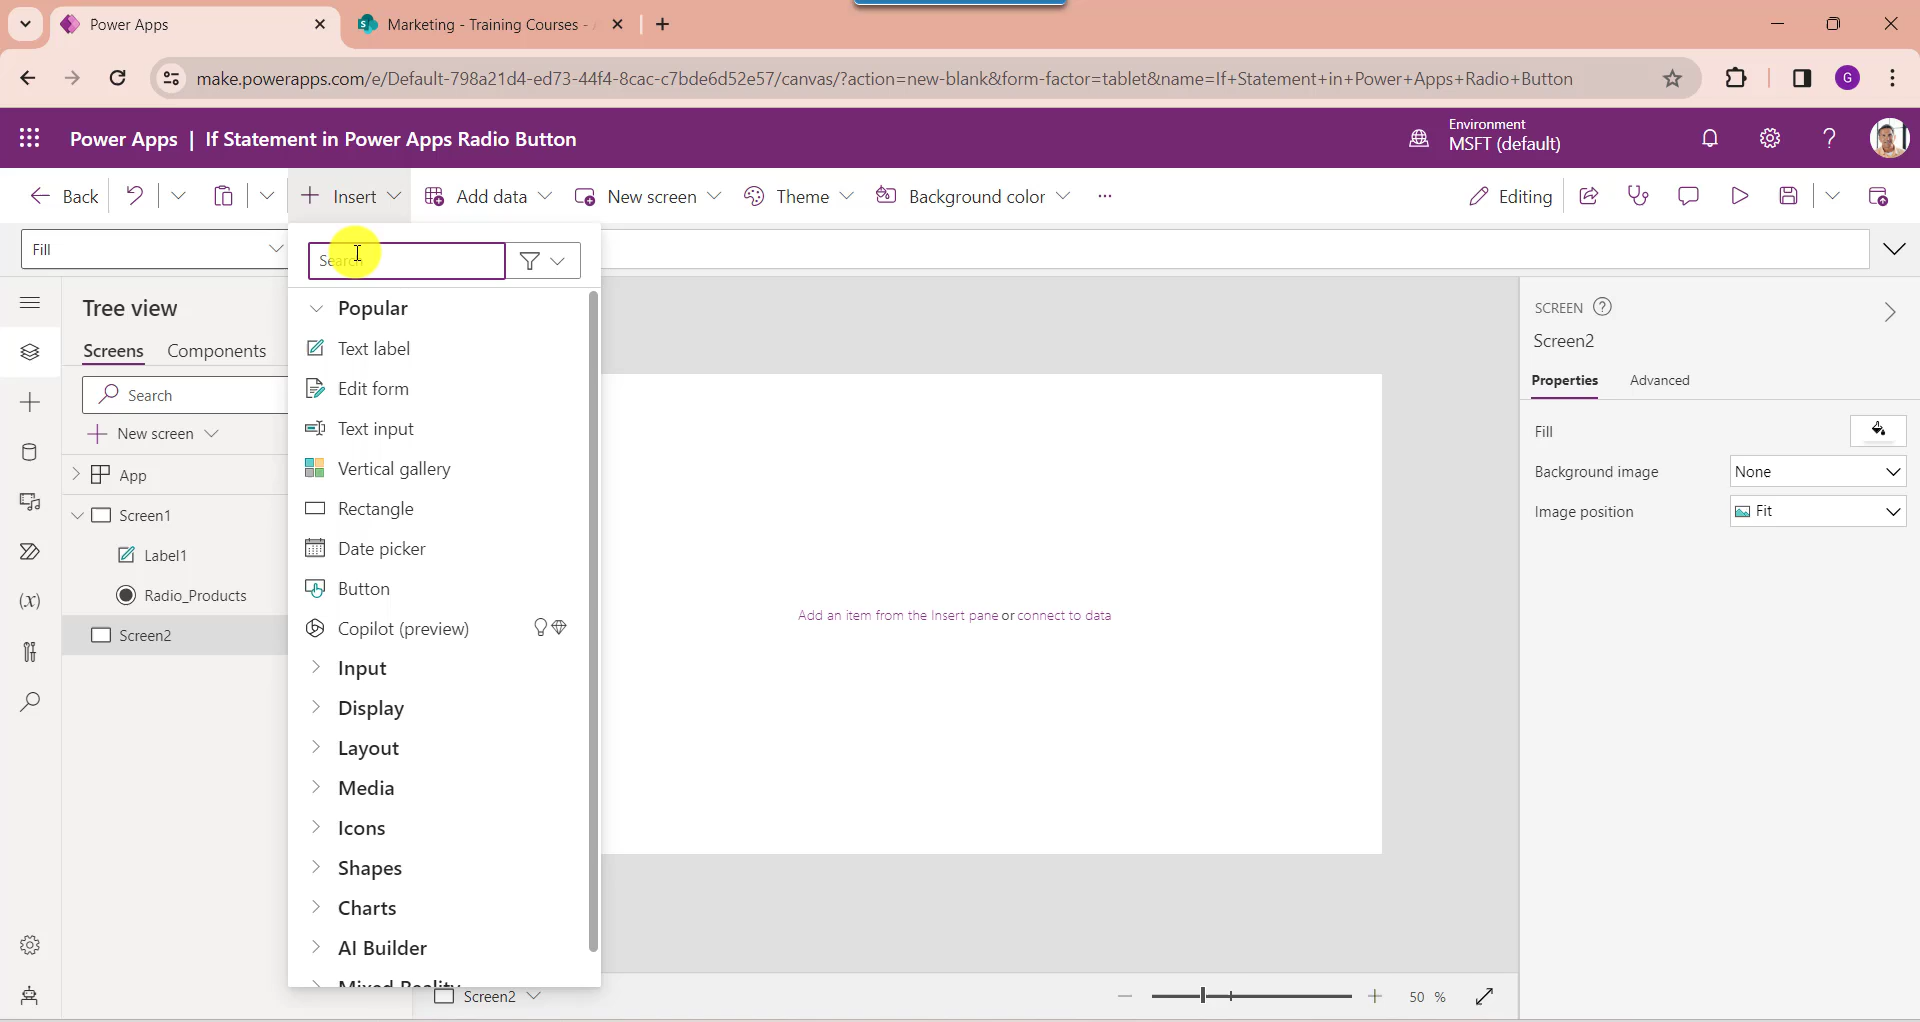 Power Apps
Marketing - Training Courses -
make.powerapps.com/e/Default-798a21d4-ed73-44f4-8cac-c7bde6d52e57/canvas/?action=new-blank&form-factor=tablet&name=If+Statement+in+Power+Apps+Radio+Button
G
Power Apps | If Statement in Power Apps Radio Button
Environment
MSFT (default)
Back
Insert
Add data
New screen
Theme
Background color
Editing
Fill
Search
Tree view
Screens
Components
Search
New screen
App
Screen1
Label1
Radio_Products
Screen2
Popular
Text label
Edit form
Text input
Vertical gallery
Rectangle
Date picker
Button
Copilot (preview)
Input
Display
Layout
Media
Icons
Shapes
Charts
AI Builder
Mixed Reality
Add an item from the Insert pane or connect to data
SCREEN
Screen2
Properties
Advanced
Fill
Background image
None
Image position
Fit
Screen2
50 %